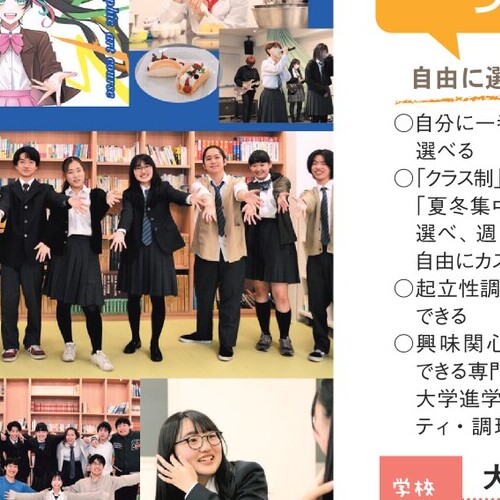 course
自由に選
○自分に一
選べる
○「クラス制」
「夏冬集中
選べ、週
自由にカス
○起立性調
できる
○興味関心
できる専門
大学進学
ティ・調理
学校